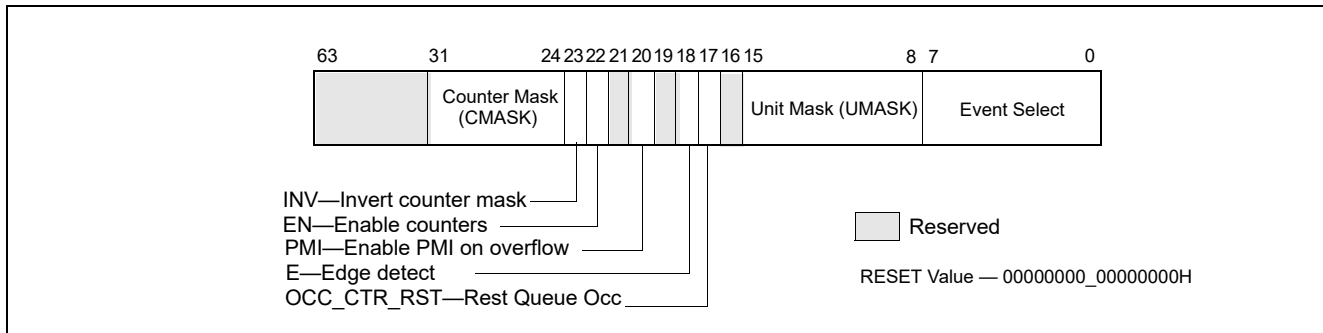 63 31 24 23 22 21 20 19 18 17 16 15 8 7 0
Counter Mask
(CMASK)
Unit Mask (UMASK)
Event Select
INV—Invert counter mask
EN—Enable counters
PMI—Enable PMI on overflow
E—Edge detect
OCC_CTR_RST—Rest Queue Occ
Reserved
RESET Value — 00000000_00000000H